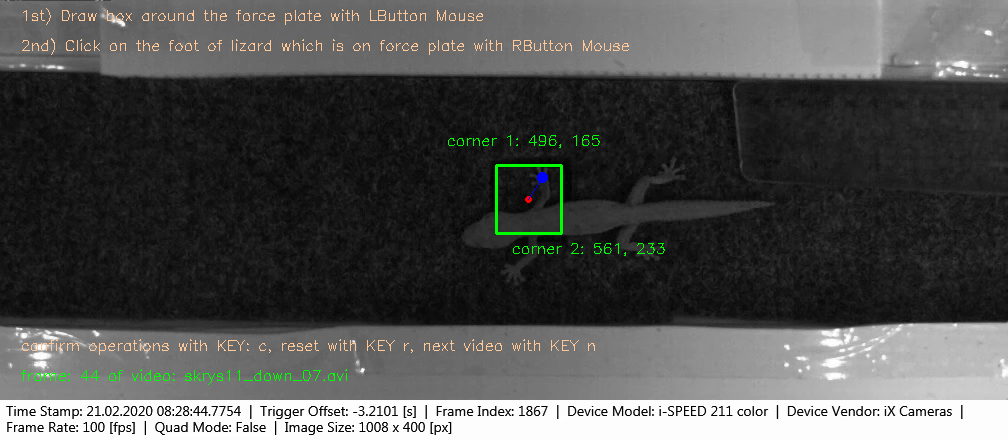 1st) Draw box around the force plate with LButton Mouse
2nd) Click on the foot of lizard which is on force plate with RButton Mouse
corner 1: 496, 165
corner 2: 561, 233
confirm operations with KEY: c, reset with KEY r, next video with KEY n
frame: 44 of video: skrys11_down_07.avi
Time Stamp: 21.02.2020 08:28:44.7754 | Trigger Offset: -3.2101 [s] | Frame Index: 1867 | Device Model: i-SPEED 211 color | Device Vendor: iX Cameras |
Frame Rate: 100 [fps] | Quad Mode: False | Image Size: 1008 x 400 [px]